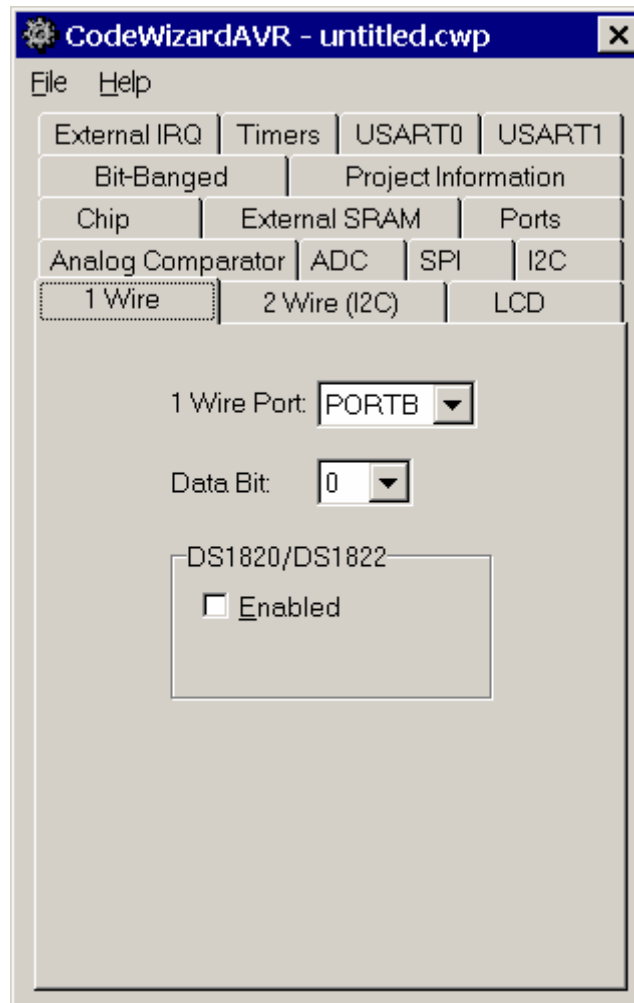 CodeWizardAVR - untitled.cwp
File Help
External IRQ Timers USART0 USART1
Bit-Banged Project Information
Chip External SRAM Ports
Analog Comparator ADC SPI I2C
1 Wire 2 Wire (I2C) LCD
1 Wire Port: PORTB
Data Bit: 0
DS1820/DS1822
Enabled